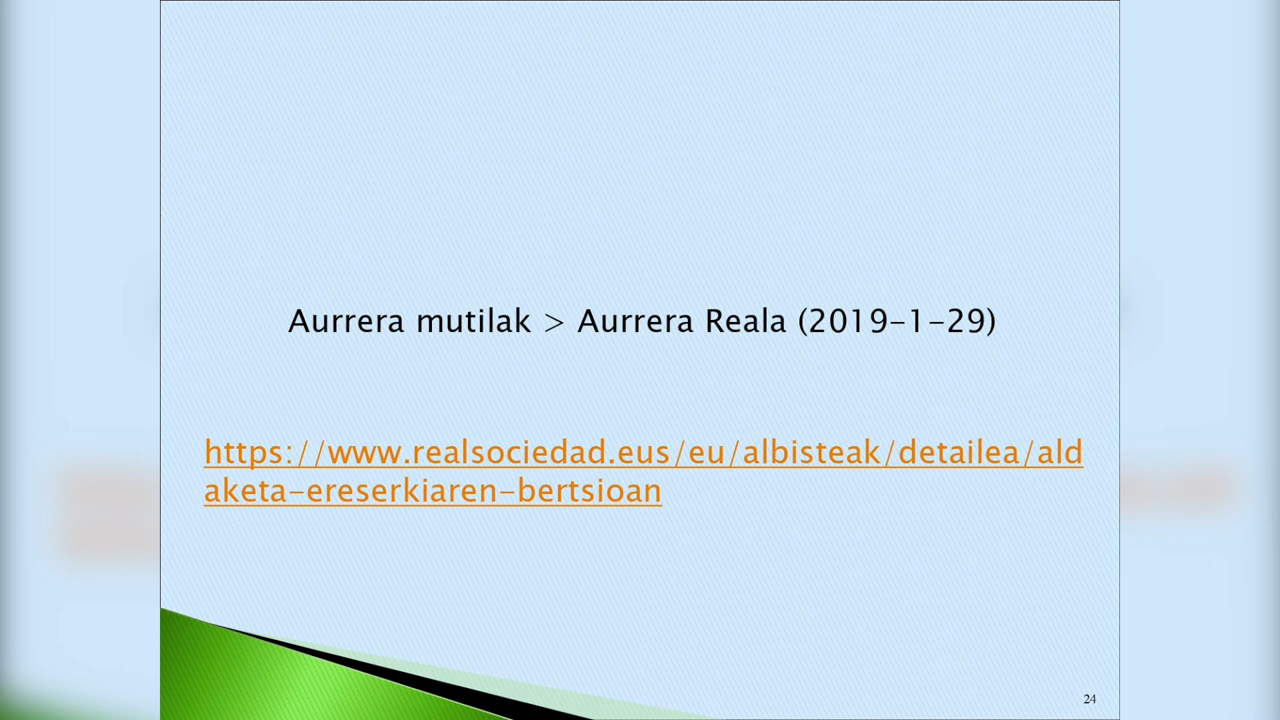 Aurrera mutilak > Aurrera Reala (2019-1-29)
https://www.realsociedad.eus/eu/albisteak/detailea/ald
aketa-ereserkiaren-bertsioan
24